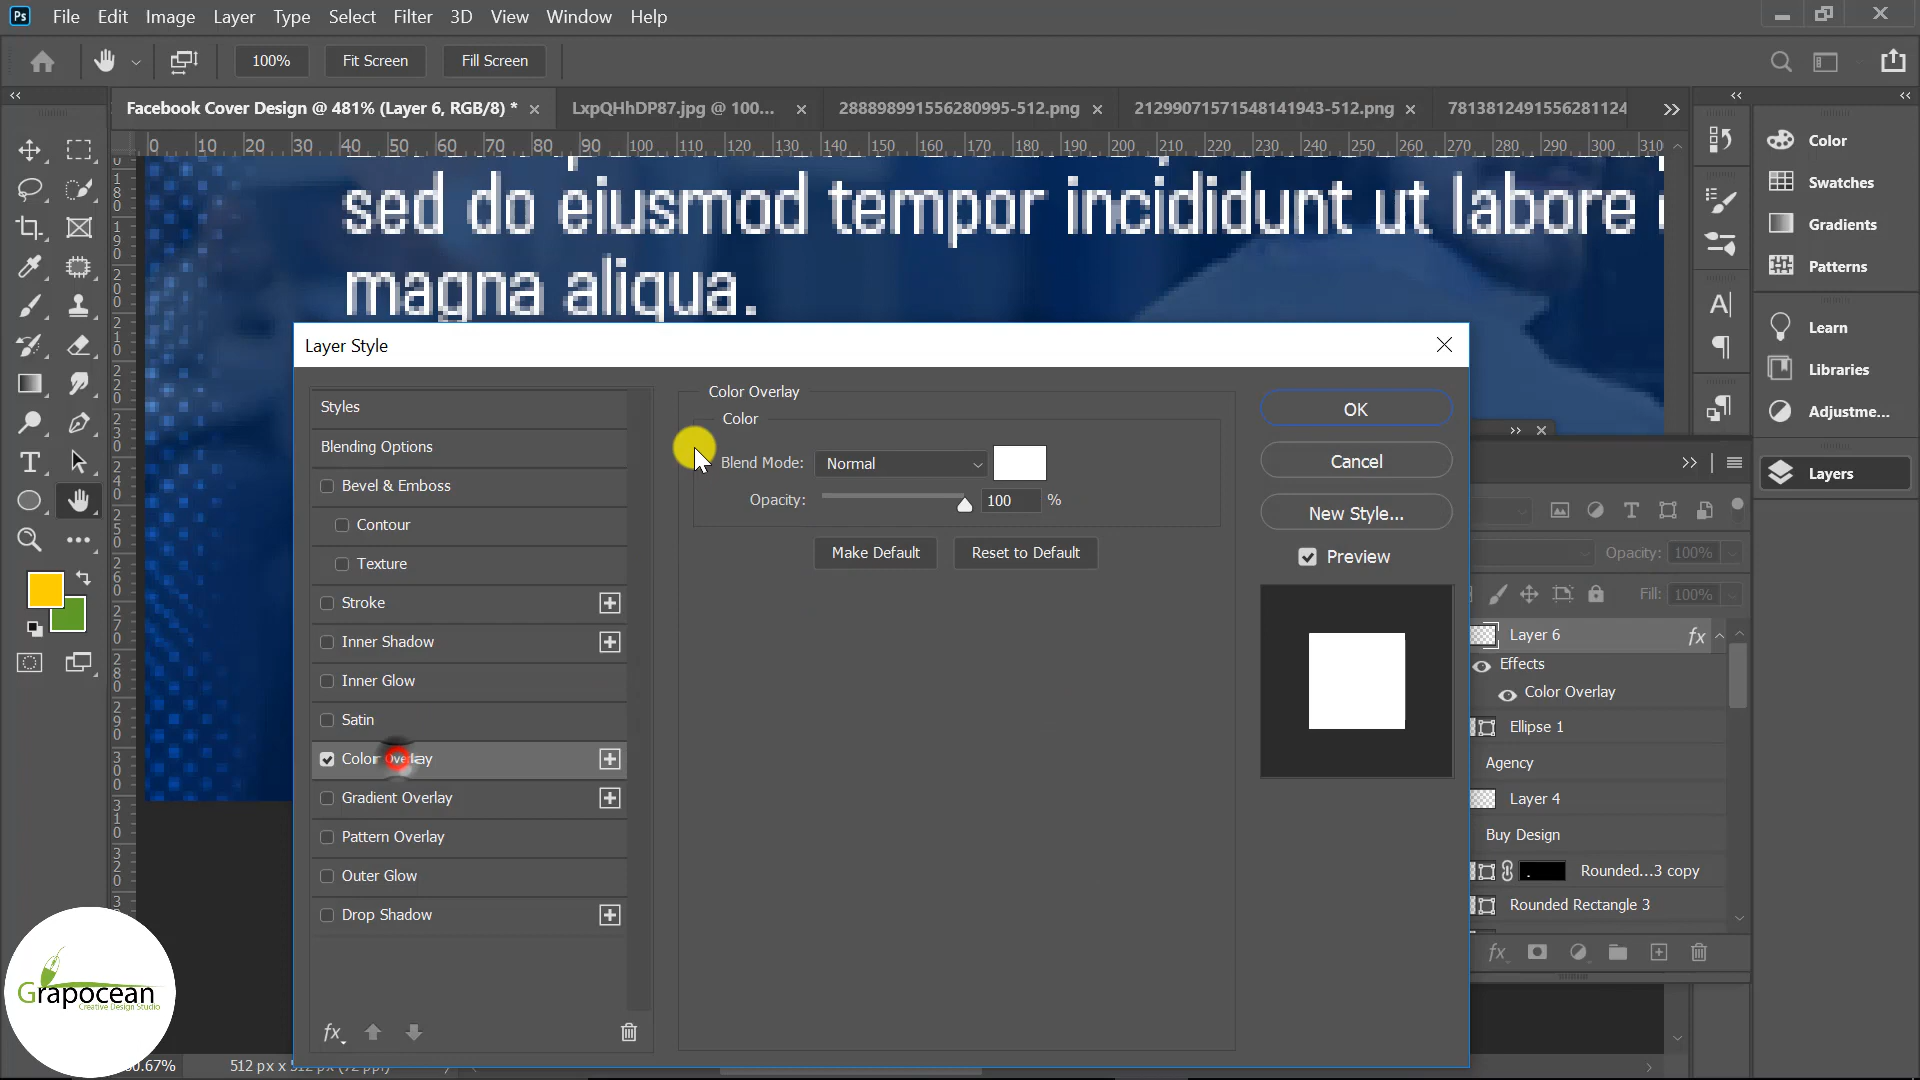 Ps File Edit Image Layer Type Select Filter 3D View Window Help
100% Fit Screen Fill Screen
Facebook Cover Design @ 481% (Layer 6, RGB/8) * LxpQHhDP87.jpg @ 100... 288898991556280995-512.png 21299071571548141943-512.png 7813812491556281124
0 10 20 30 40 50 60 70 80 90 100 110 120 130 140 150 160 170 180 190 200 210 220 230 240 250 260 270 280 290 300 310
sed do eiusmod tempor incididunt ut labore
magna aliqua.
Color
Swatches
Gradients
Patterns
Learn
Libraries
Adjustme...
Layers
Layer Style
Styles
Blending Options
Bevel & Emboss
Contour
Texture
Stroke
Inner Shadow
Inner Glow
Satin
Color Overlay
Gradient Overlay
Pattern Overlay
Outer Glow
Drop Shadow
fx
Color Overlay
Color
Blend Mode: Normal
Opacity: 100 %
Make Default Reset to Default
OK
Cancel
New Style...
Preview
Opacity: 100%
Fill: 100%
Layer 6 fx
Effects
Color Overlay
Ellipse 1
Agency
Layer 4
Buy Design
Rounded...3 copy
Rounded Rectangle 3
fx
Grapocean
Creative Design Studio